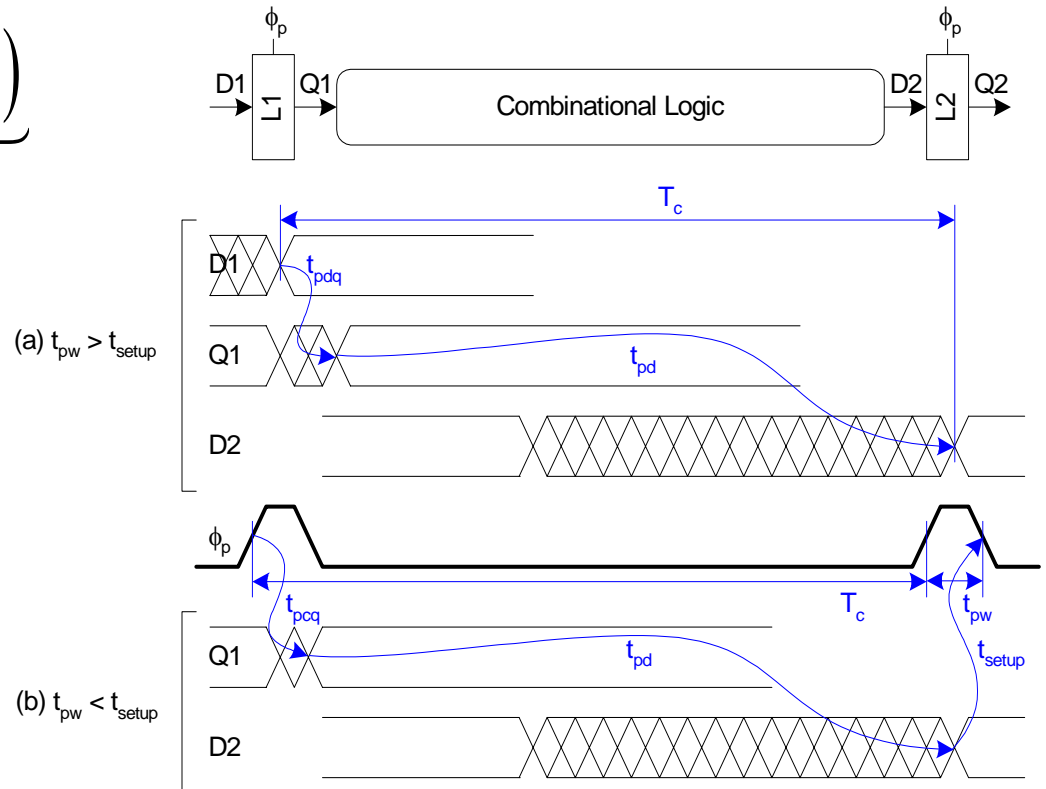 )
ϕp ϕp
D1 L1 Q1 Combinational Logic D2 L2 Q2
Tc
D1 tpdq
(a) tpw > tsetup Q1 tpd
D2
ϕp
tpcq Tc tpw
Q1 tpd tsetup
(b) tpw < tsetup
D2